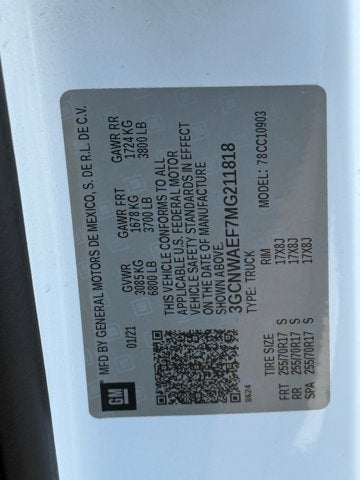 MFD BY GENERAL MOTORS DE MEXICO, S. DE R.L. DE C.V.
01/21 GVWR GAWR FRT GAWR RR
3085 KG 1678 KG 1724 KG
6800 LB 3700 LB 3800 LB
THIS VEHICLE CONFORMS TO ALL
APPLICABLE U.S. FEDERAL MOTOR
VEHICLE SAFETY STANDARDS IN EFFECT
ON THE DATE OF MANUFACTURE
SHOWN ABOVE.
3GCNWAEF7MG211818
TYPE: TRUCK MODEL: 78CC10903
GM
8624
TIRE SIZE RIM
FRT 255/70R17 S 17X8J
RR 255/70R17 S 17X8J
SPA 255/70R17 S 17X8J